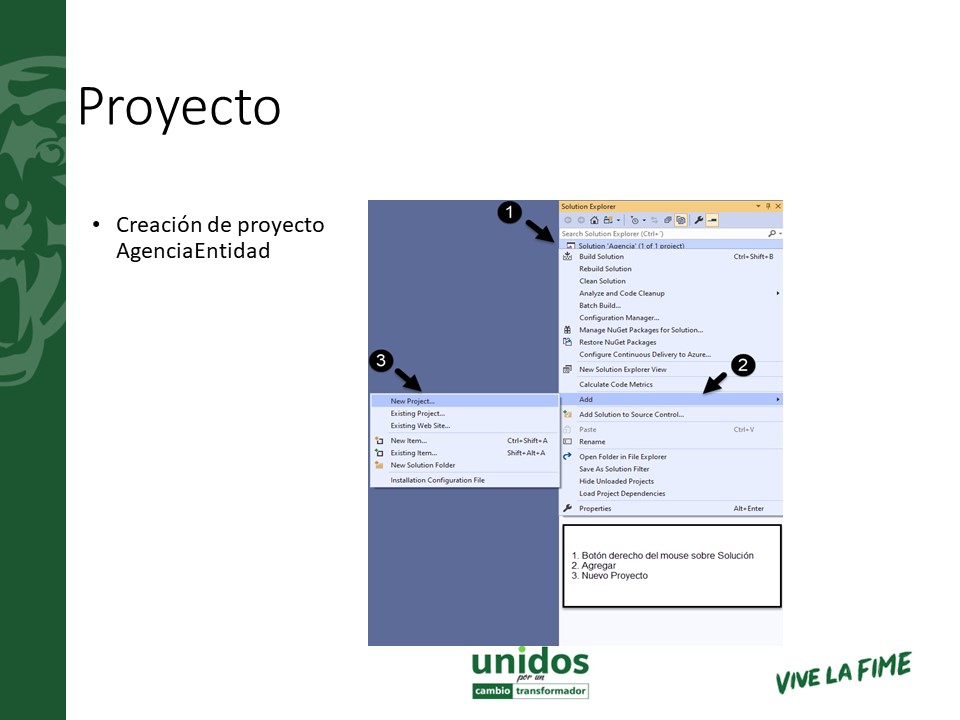 Proyecto
• Creación de proyecto
AgenciaEntidad
1
Solution Explorer
Search Solution Explorer (Ctrl+´)
Solution 'Agencia' (1 of 1 project)
Build Solution Ctrl+Shift+B
Rebuild Solution
Clean Solution
Analyze and Code Cleanup
Batch Build...
Configuration Manager...
Manage NuGet Packages for Solution...
Restore NuGet Packages
Configure Continuous Delivery to Azure...
New Solution Explorer View
Calculate Code Metrics
2
Add
Add Solution to Source Control...
Paste Ctrl+V
Rename
Open Folder in File Explorer
Save As Solution Filter
Hide Unloaded Projects
Load Project Dependencies
Properties Alt+Enter
3
New Project...
Existing Project...
Existing Web Site...
New Item... Ctrl+Shift+A
Existing Item... Shift+Alt+A
New Solution Folder
Installation Configuration File
1. Botón derecho del mouse sobre Solución
2. Agregar
3. Nuevo Proyecto
unidos
por un
cambio transformador
VIVE LA FIME